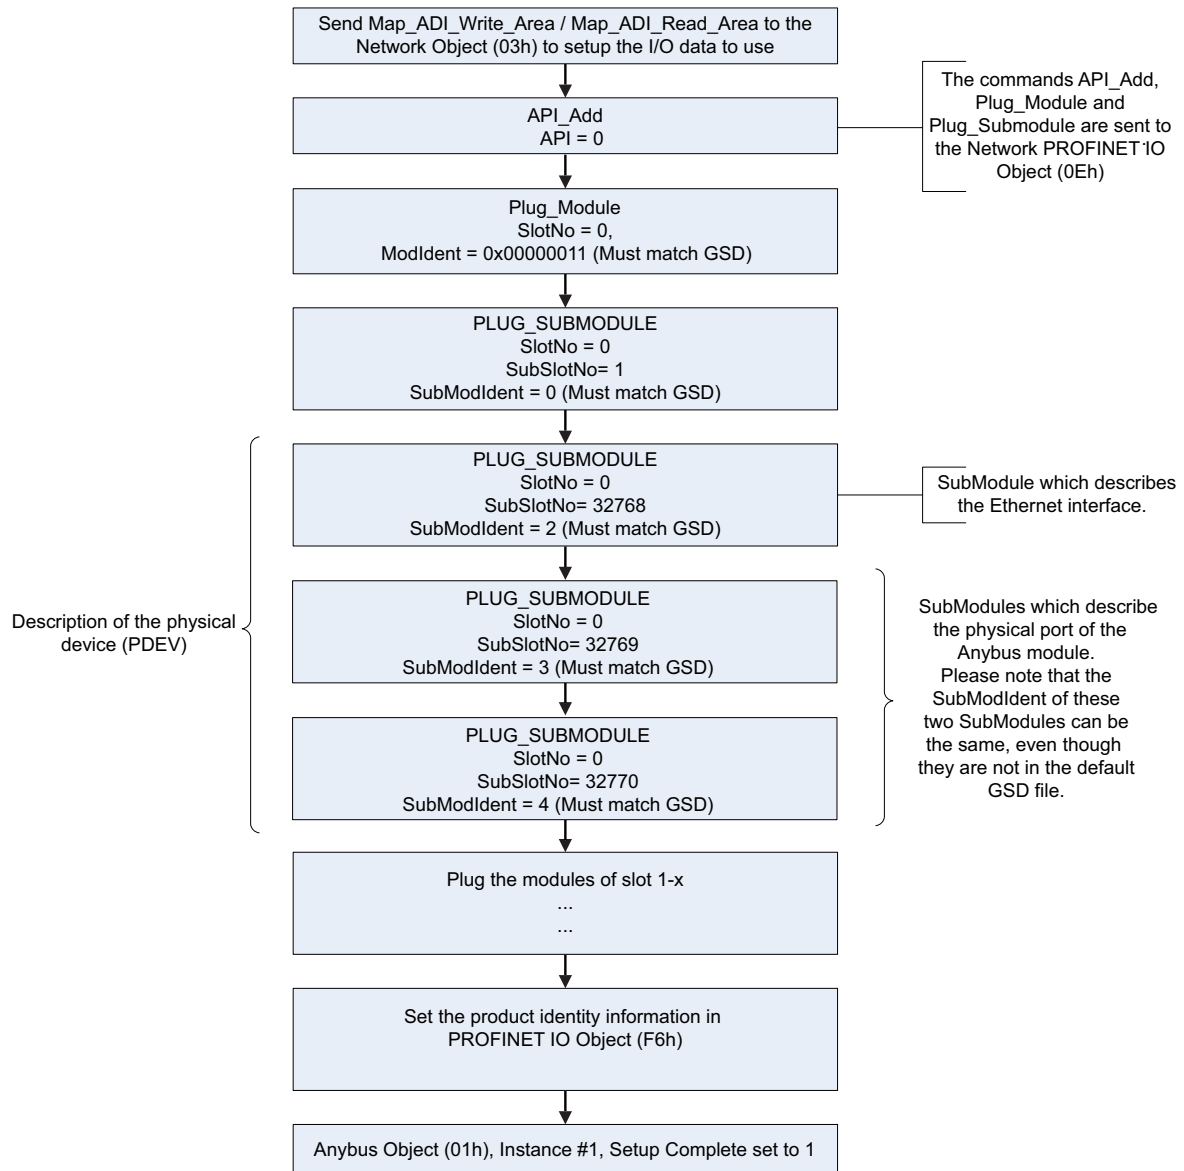 Send Map_ADI_Write_Area / Map_ADI_Read_Area to the
Network Object (03h) to setup the I/O data to use
API_Add
API = 0
The commands API_Add,
Plug_Module and
Plug_Submodule are sent to
the Network PROFINET IO
Object (0Eh)
Plug_Module
SlotNo = 0,
ModIdent = 0x00000011 (Must match GSD)
PLUG_SUBMODULE
SlotNo = 0
SubSlotNo= 1
SubModIdent = 0 (Must match GSD)
PLUG_SUBMODULE
SlotNo = 0
SubSlotNo= 32768
SubModIdent = 2 (Must match GSD)
SubModule which describes
the Ethernet interface.
Description of the physical
device (PDEV)
PLUG_SUBMODULE
SlotNo = 0
SubSlotNo= 32769
SubModIdent = 3 (Must match GSD)
PLUG_SUBMODULE
SlotNo = 0
SubSlotNo= 32770
SubModIdent = 4 (Must match GSD)
SubModules which describe
the physical port of the
Anybus module.
Please note that the
SubModIdent of these
two SubModules can be
the same, even though
they are not in the default
GSD file.
Plug the modules of slot 1-x
...
...
Set the product identity information in
PROFINET IO Object (F6h)
Anybus Object (01h), Instance #1, Setup Complete set to 1